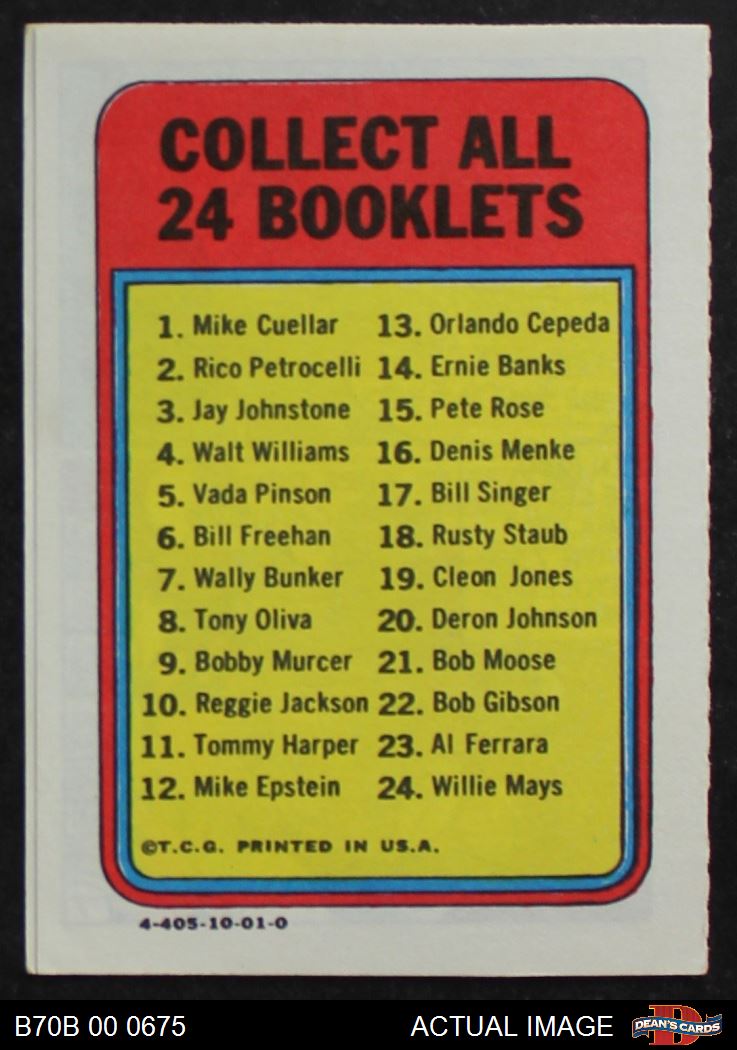 COLLECT ALL
24 BOOKLETS
1. Mike Cuellar
2. Rico Petrocelli
3. Jay Johnstone
4. Walt Williams
5. Vada Pinson
6. Bill Freehan
7. Wally Bunker
8. Tony Oliva
9. Bobby Murcer
10. Reggie Jackson
11. Tommy Harper
12. Mike Epstein
13. Orlando Cepeda
14. Ernie Banks
15. Pete Rose
16. Denis Menke
17. Bill Singer
18. Rusty Staub
19. Cleon Jones
20. Deron Johnson
21. Bob Moose
22. Bob Gibson
23. Al Ferrara
24. Willie Mays
©T.C.G. PRINTED IN U.S.A.
4-405-10-01-0
B70B 00 0675
ACTUAL IMAGE
D
DEAN'S CARDS